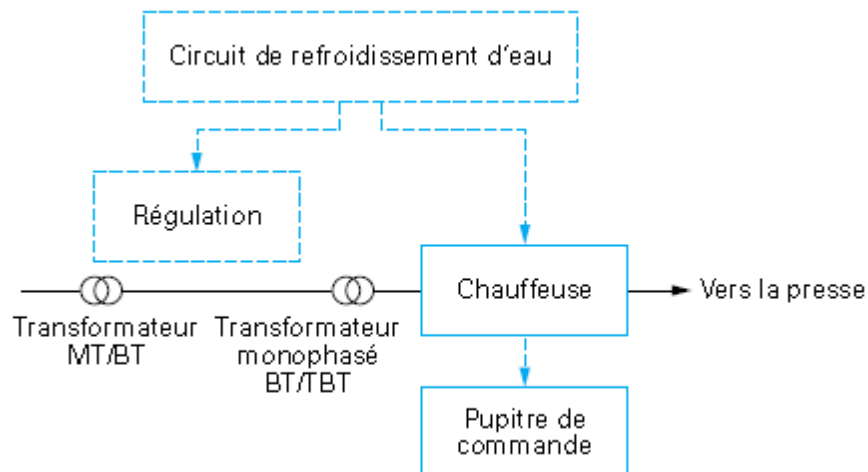 Circuit de refroidissement d'eau
Régulation
Chauffeuse
Vers la presse
Transformateur
MT/BT
Transformateur
monophasé
BT/TBT
Pupitre de
commande